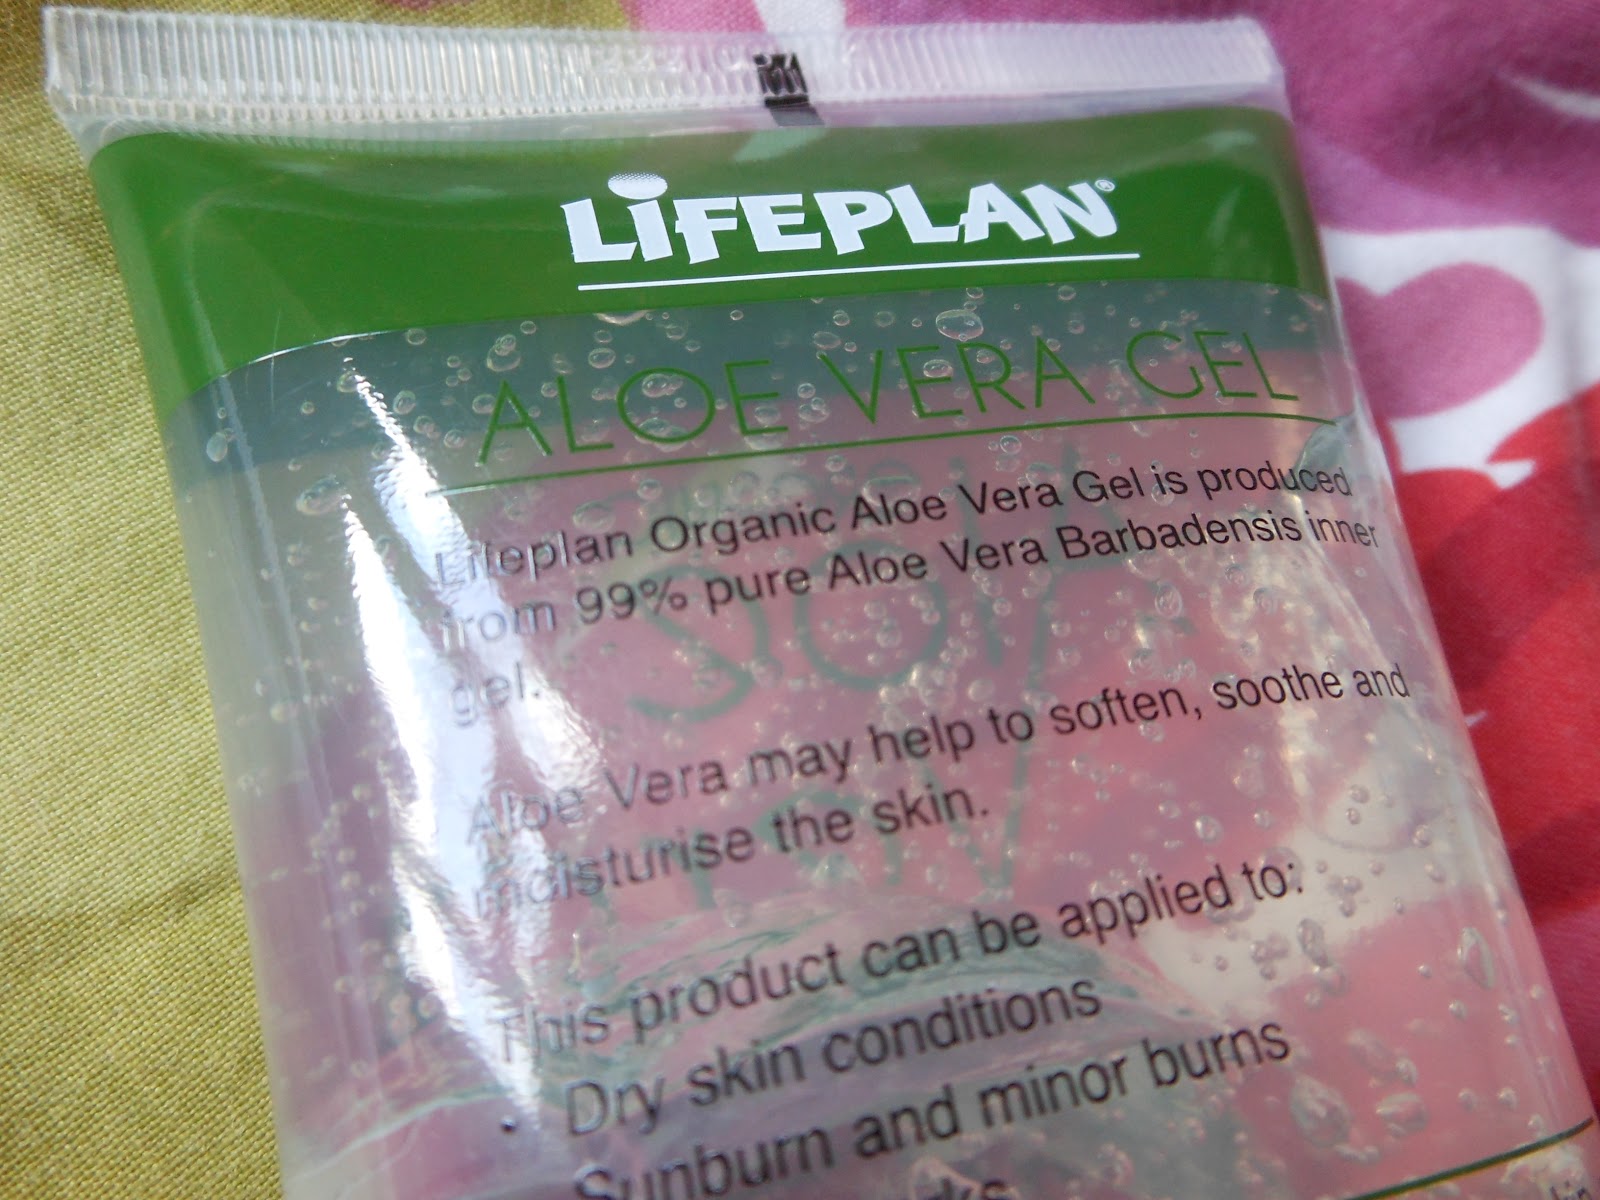 LiFEPLAN®
ALOE VERA GEL
Lifeplan Organic Aloe Vera Gel is produced
from 99% pure Aloe Vera Barbadensis inner
gel.
Aloe Vera may help to soften, soothe and
moisturise the skin.
This product can be applied to:
• Dry skin conditions
Sunburn and minor burns